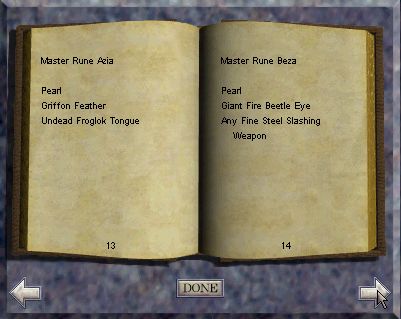 Master Rune Azia
Pearl
Griffon Feather
Undead Froglok Tongue
13
Master Rune Beza
Pearl
Giant Fire Beetle Eye
Any Fine Steel Slashing
Weapon
14
DONE